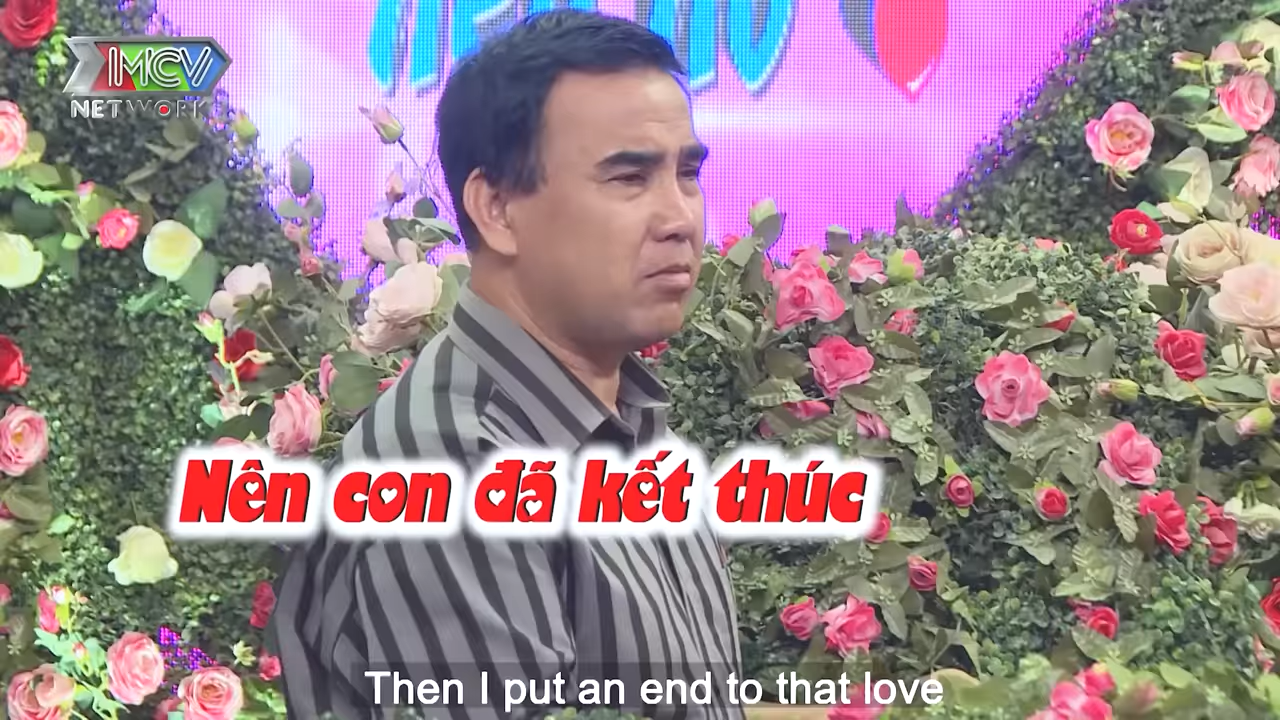 MCV
NETWORK
Nên con đã kết thúc
Then I put an end to that love